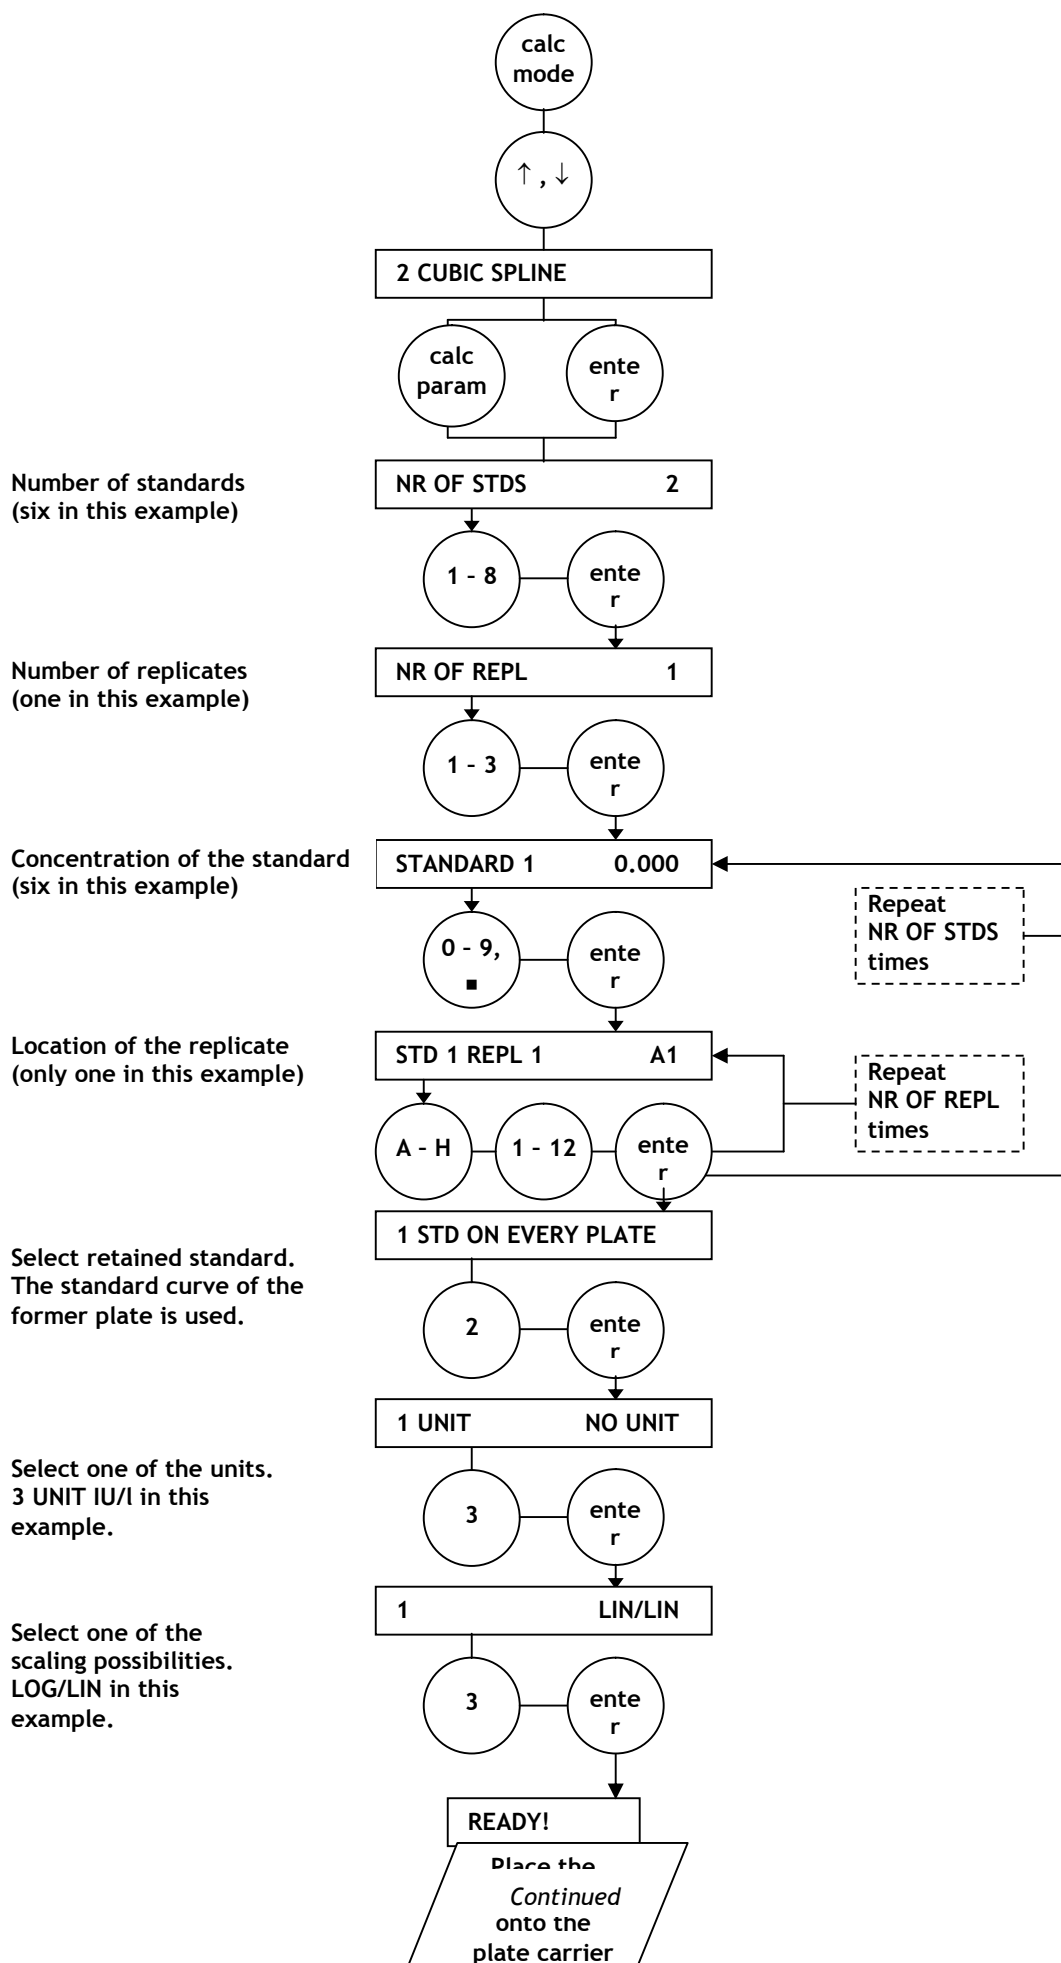 calc
mode
↑ , ↓
2 CUBIC SPLINE
calc
param
ente
r
Number of standards
(six in this example)
NR OF STDS 2
1 – 8
ente
r
Number of replicates
(one in this example)
NR OF REPL 1
1 – 3
ente
r
Concentration of the standard
(six in this example)
STANDARD 1 0.000
Repeat
NR OF STDS
times
0 – 9,
■
ente
r
Location of the replicate
(only one in this example)
STD 1 REPL 1 A1
Repeat
NR OF REPL
times
A – H
1 – 12
ente
r
1 STD ON EVERY PLATE
Select retained standard.
The standard curve of the
former plate is used.
2
ente
r
1 UNIT NO UNIT
Select one of the units.
3 UNIT IU/l in this
example.
3
ente
r
1 LIN/LIN
Select one of the
scaling possibilities.
LOG/LIN in this
example.
3
ente
r
READY!
Place the
Continued
onto the
plate carrier